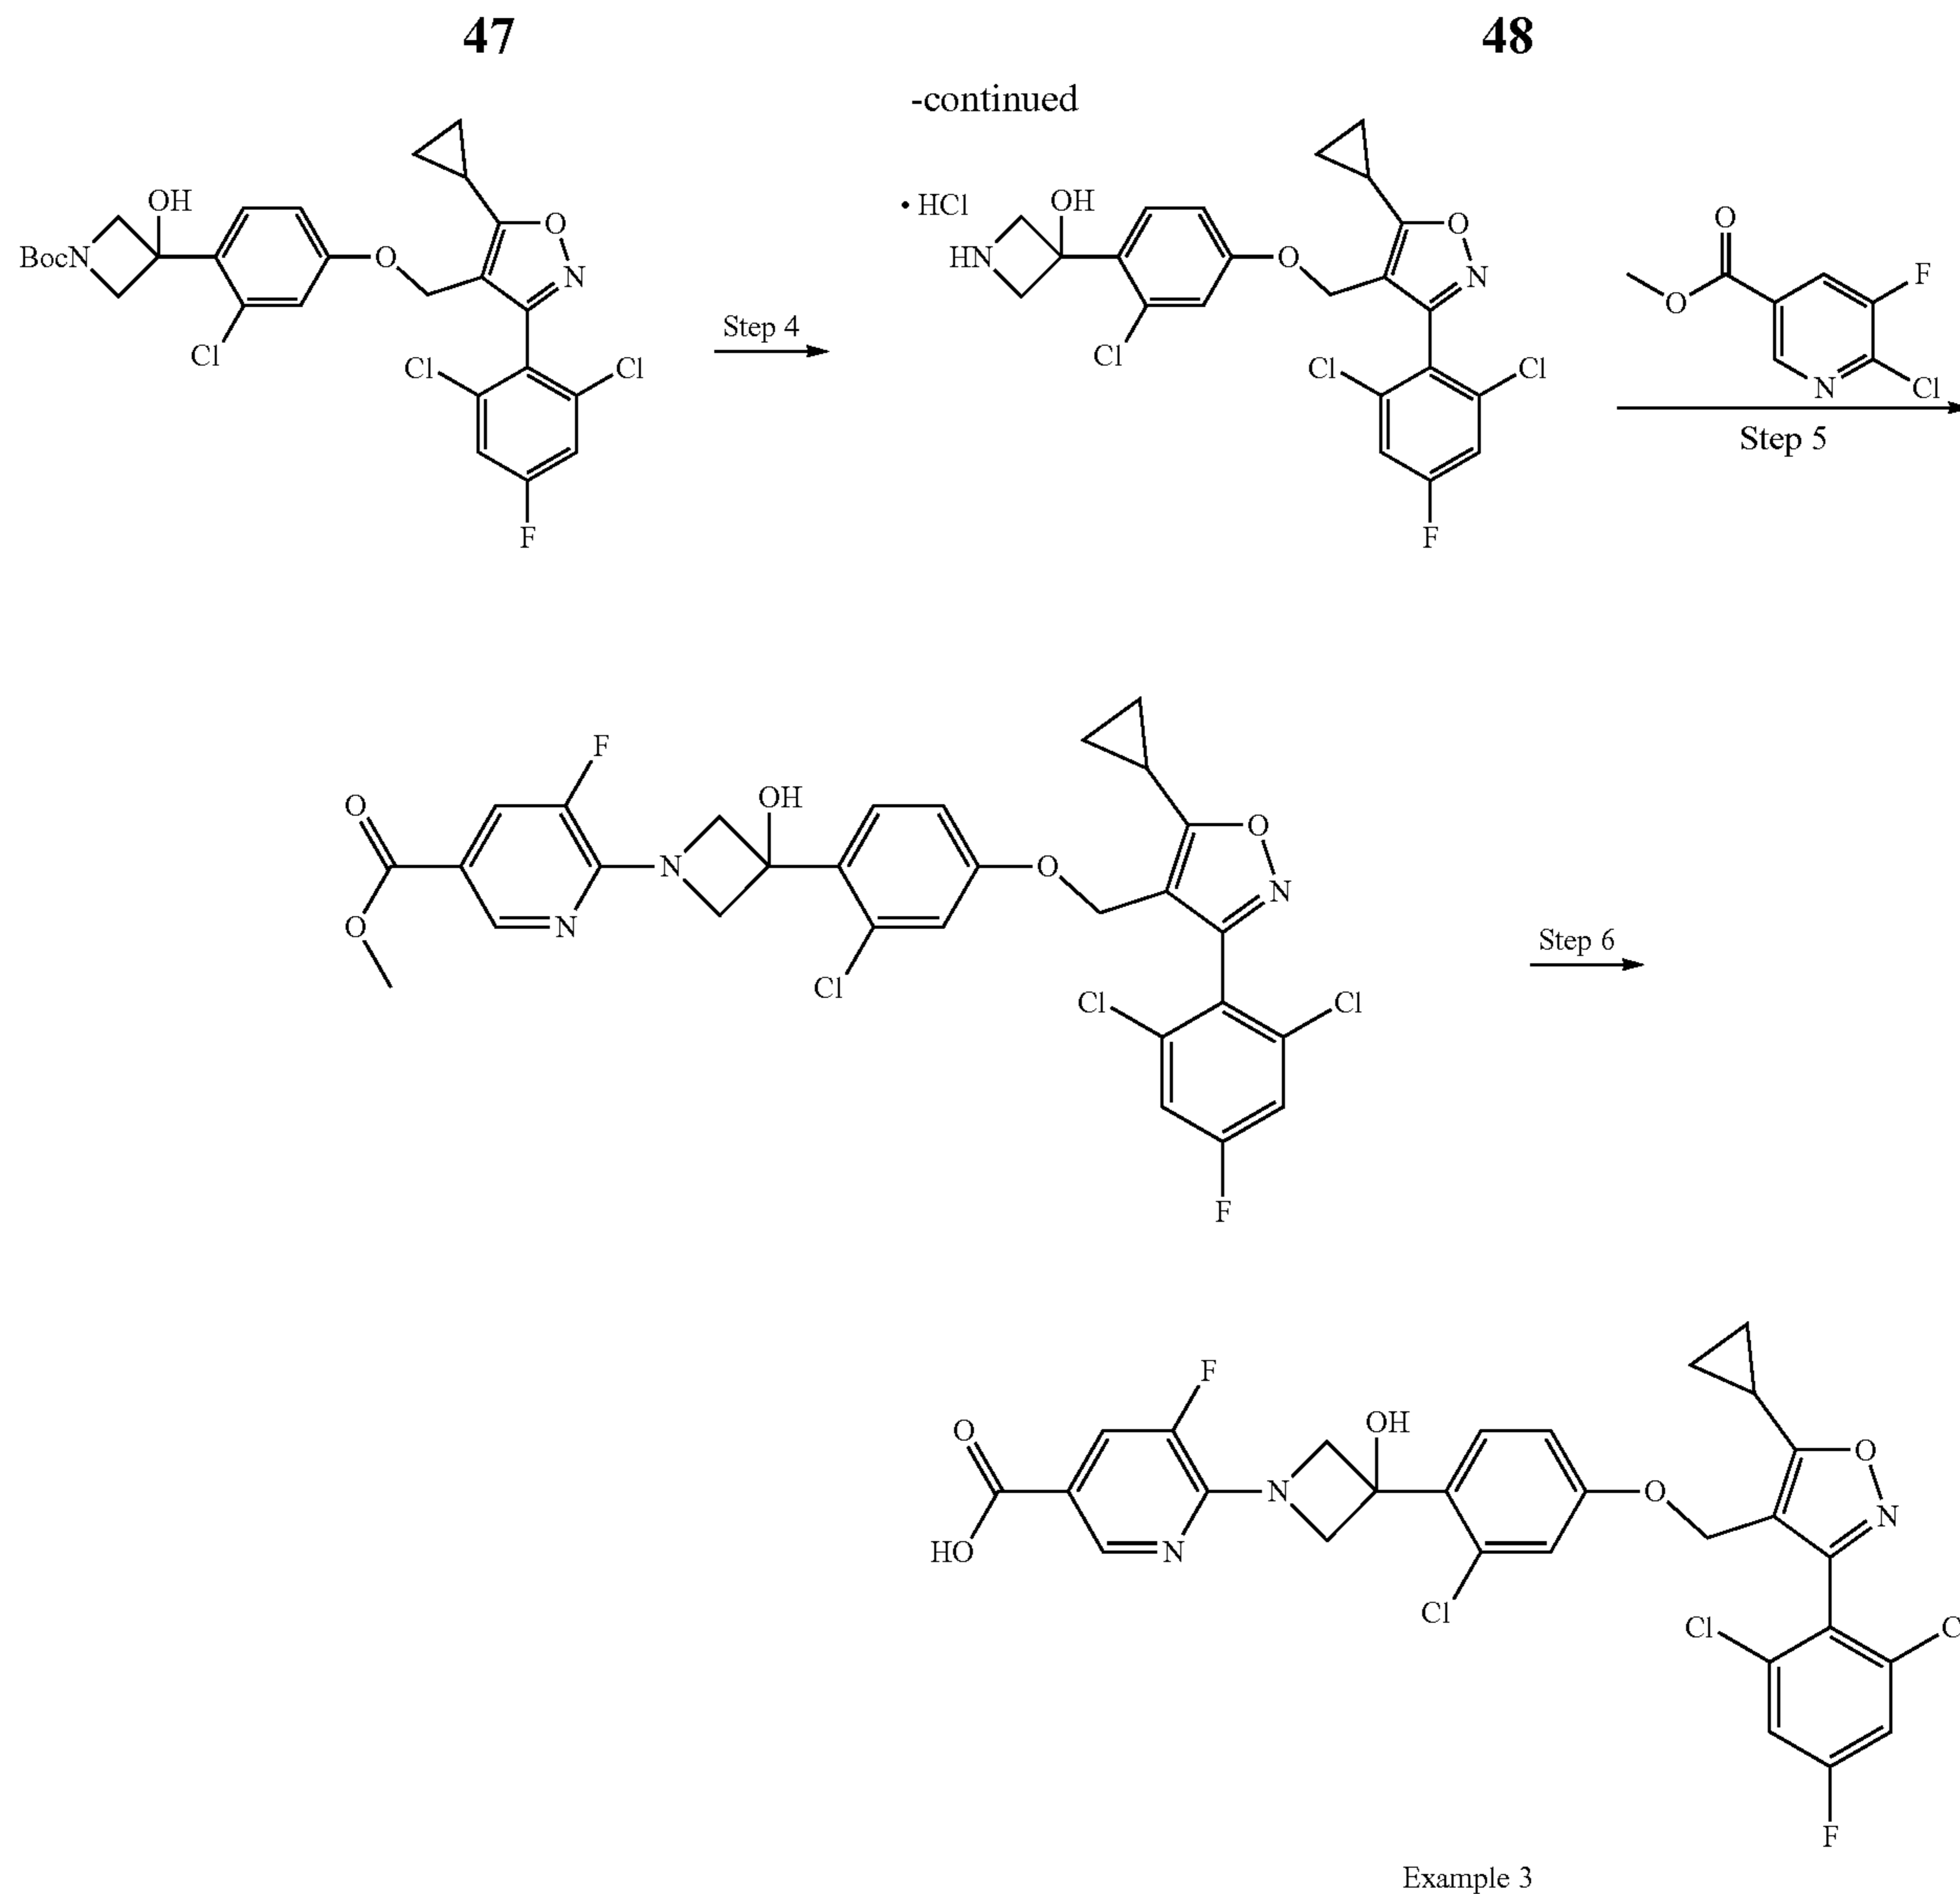 47 48
-continued
BocN OH Cl O O N Cl Cl F
Step 4
• HCl HN OH Cl O O N Cl Cl F
O O F N Cl
Step 5
O O F N N OH Cl O O N Cl Cl F
Step 6
O HO F N N OH Cl O O N Cl C F
Example 3